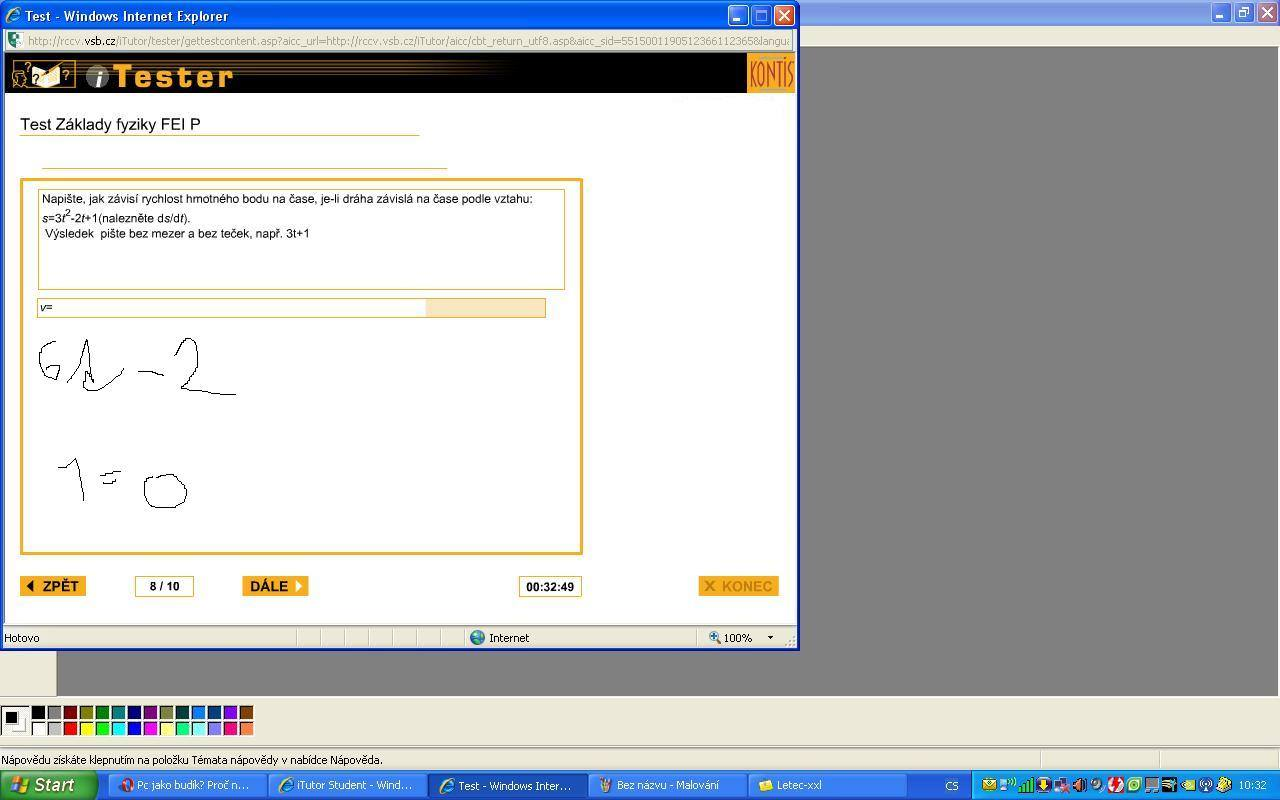 Test - Windows Internet Explorer
http://rccv.vsb.cz/iTutor/tester/gettestcontent.asp?aicc_url=http://rccv.vsb.cz/iTutor/aicc/cbt_return_utf8.asp&aicc_sid=55150011905123661123​65&langua
i Tester
KONTIS
Test Základy fyziky FEI P
Napište, jak závisí rychlost hmotného bodu na čase, je-li dráha závislá na čase podle vztahu:
s=3t²-2t+1(nalezněte ds/dt).
Výsledek pište bez mezer a bez teček, např. 3t+1
v=
6t-2
1=0
ZPĚT
8 / 10
DÁLE
00:32:49
X KONEC
Hotovo
Internet
100%
Nápovědu získáte klepnutím na položku Témata nápovědy v nabídce Nápověda.
Start
Pc jako budík? Proč n...
iTutor Student - Wind...
Test - Windows Inter...
Bez názvu - Malování
Letec-xxl
CS
10:32